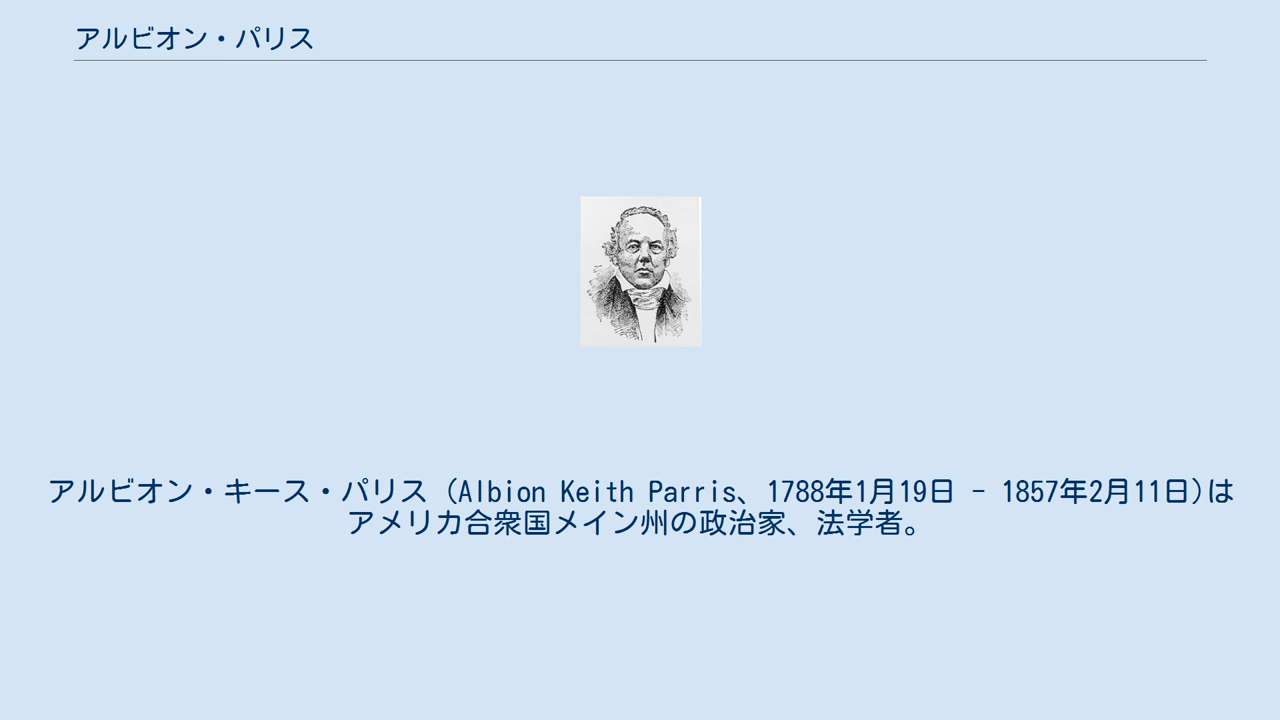 アルビオン・パリス
アルビオン・キース・パリス (Albion Keith Parris、1788年1月19日 - 1857年2月11日)は
アメリカ合衆国メイン州の政治家、法学者。